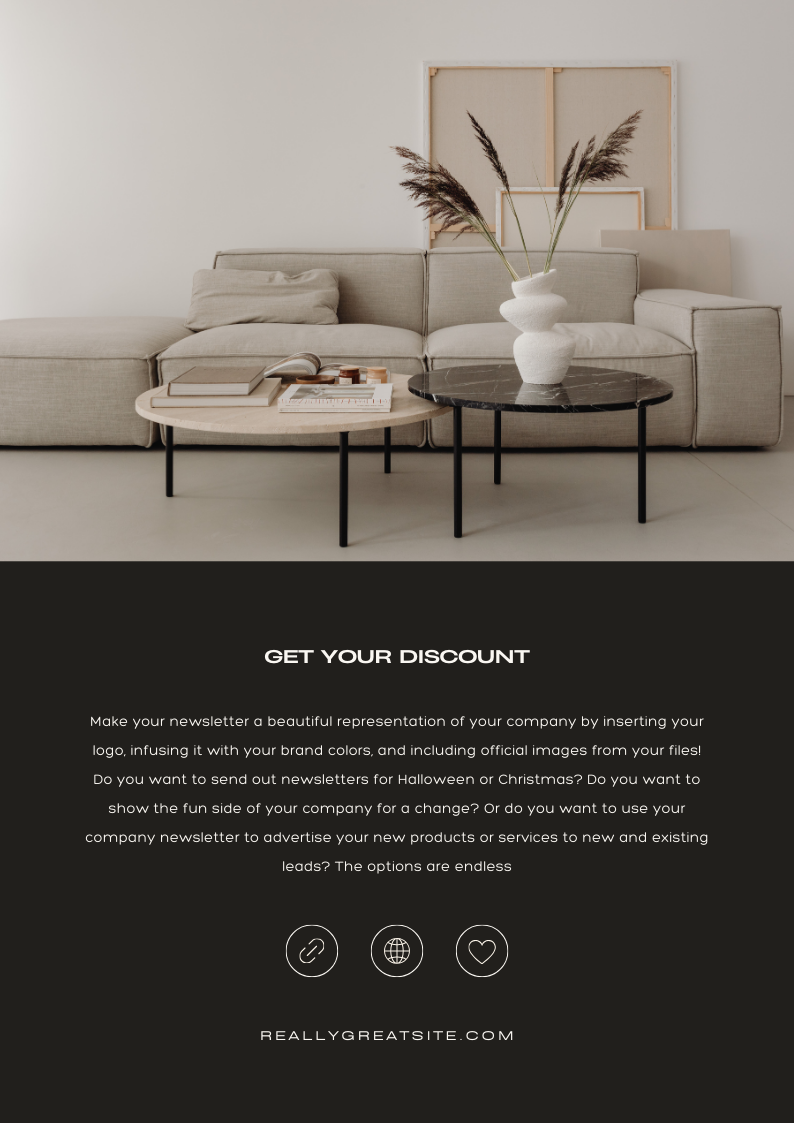 GET YOUR DISCOUNT
Make your newsletter a beautiful representation of your company by inserting your
logo, infusing it with your brand colors, and including official images from your files!
Do you want to send out newsletters for Halloween or Christmas? Do you want to
show the fun side of your company for a change? Or do you want to use your
company newsletter to advertise your new products or services to new and existing
leads? The options are endless
REALLYGREATSITE.COM